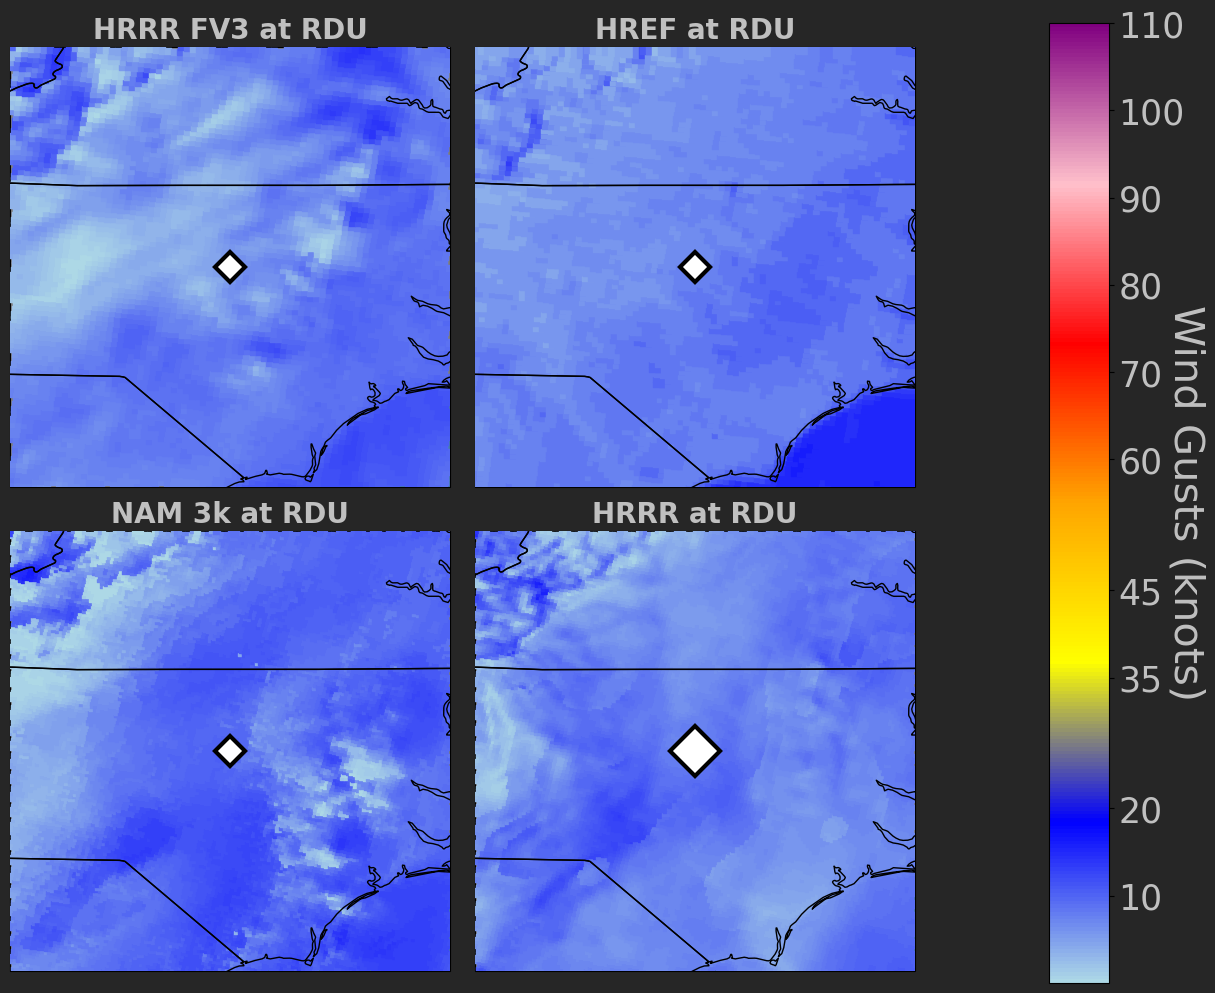 HRRR FV3 at RDU
HREF at RDU
NAM 3k at RDU
HRRR at RDU
110
100
90
80
70
60
45
35
20
10
Wind Gusts (knots)